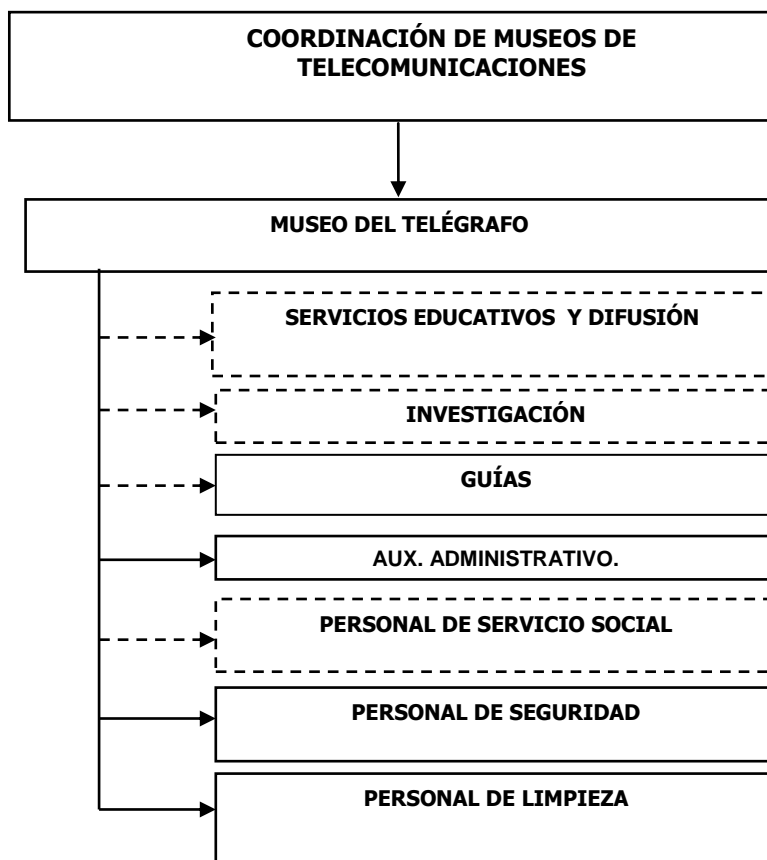 COORDINACIÓN DE MUSEOS DE
TELECOMUNICACIONES
MUSEO DEL TELÉGRAFO
SERVICIOS EDUCATIVOS Y DIFUSIÓN
INVESTIGACIÓN
GUÍAS
AUX. ADMINISTRATIVO.
PERSONAL DE SERVICIO SOCIAL
PERSONAL DE SEGURIDAD
PERSONAL DE LIMPIEZA